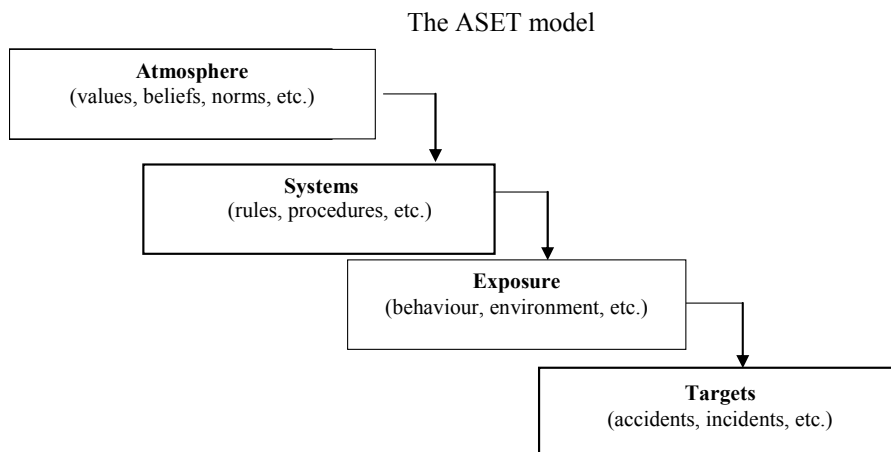 The ASET model
Atmosphere
(values, beliefs, norms, etc.)
Systems
(rules, procedures, etc.)
Exposure
(behaviour, environment, etc.)
Targets
(accidents, incidents, etc.)